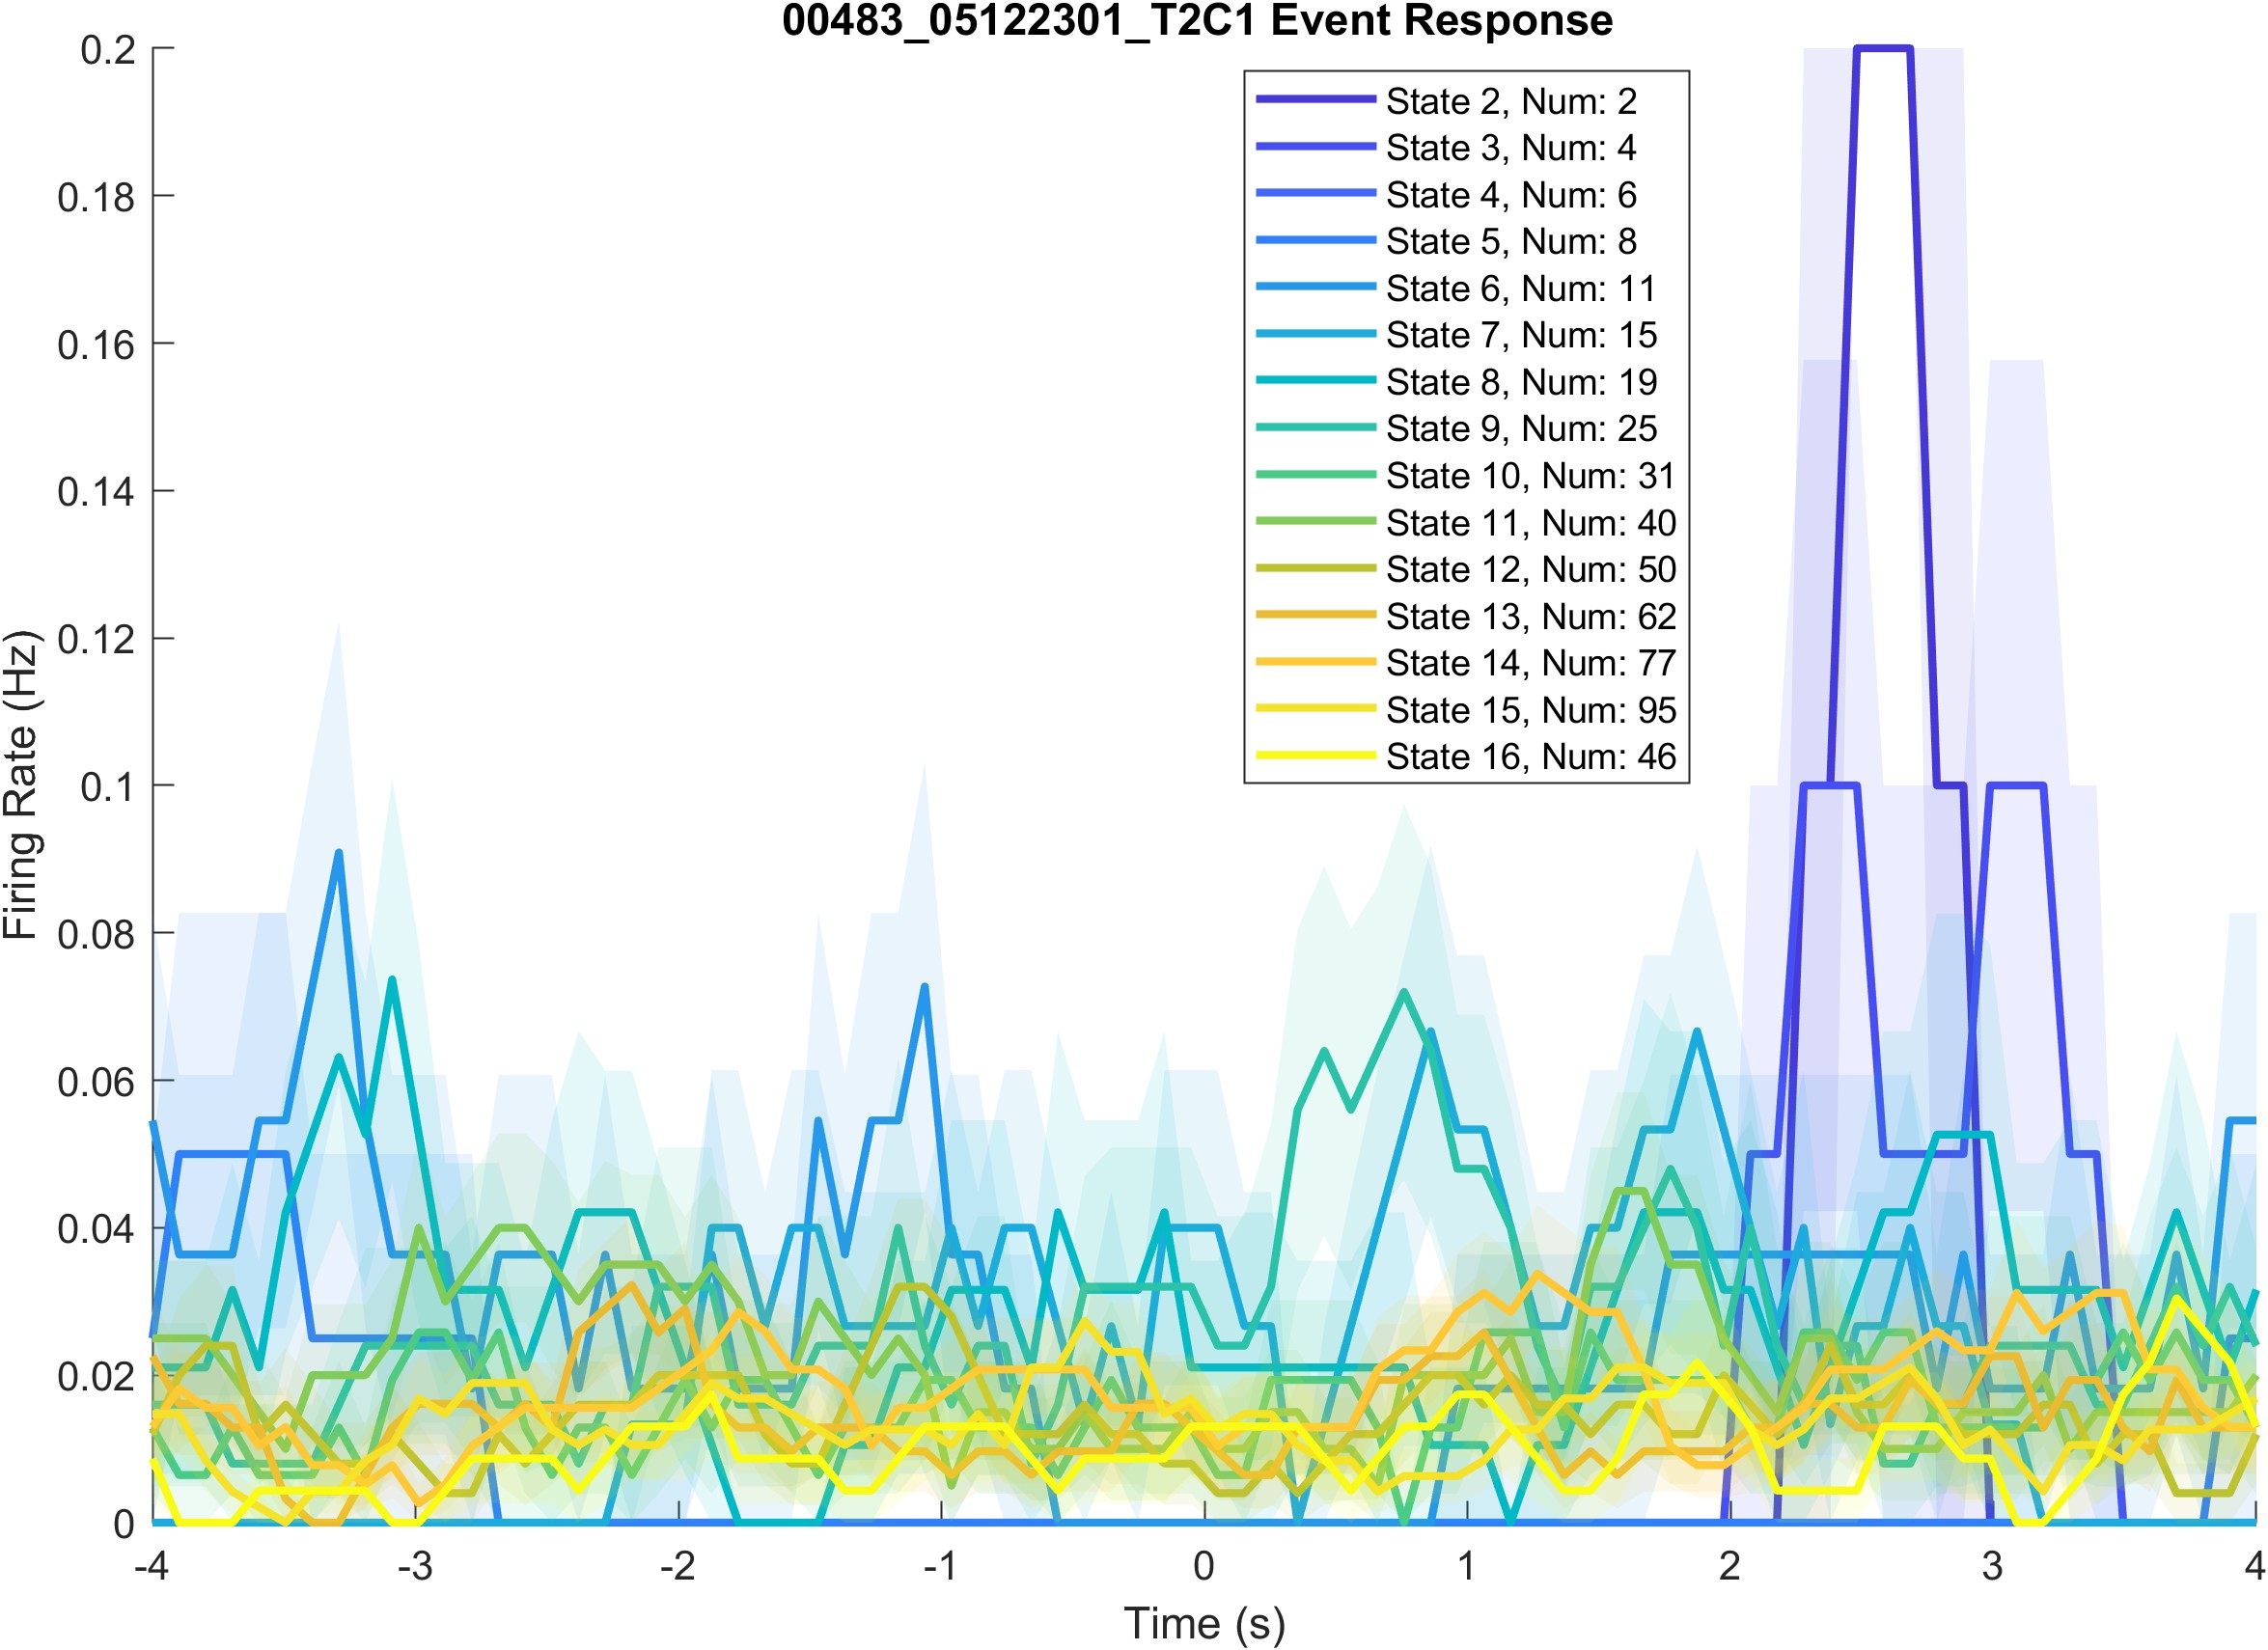 00483_05122301_T2C1 Event Response
Firing Rate (Hz)
0.2
0.18
0.16
0.14
0.12
0.1
0.08
0.06
0.04
0.02
0
State 2, Num: 2
State 3, Num: 4
State 4, Num: 6
State 5, Num: 8
State 6, Num: 11
State 7, Num: 15
State 8, Num: 19
State 9, Num: 25
State 10, Num: 31
State 11, Num: 40
State 12, Num: 50
State 13, Num: 62
State 14, Num: 77
State 15, Num: 95
State 16, Num: 46
-4 -3 -2 -1 0 1 2 3 4
Time (s)